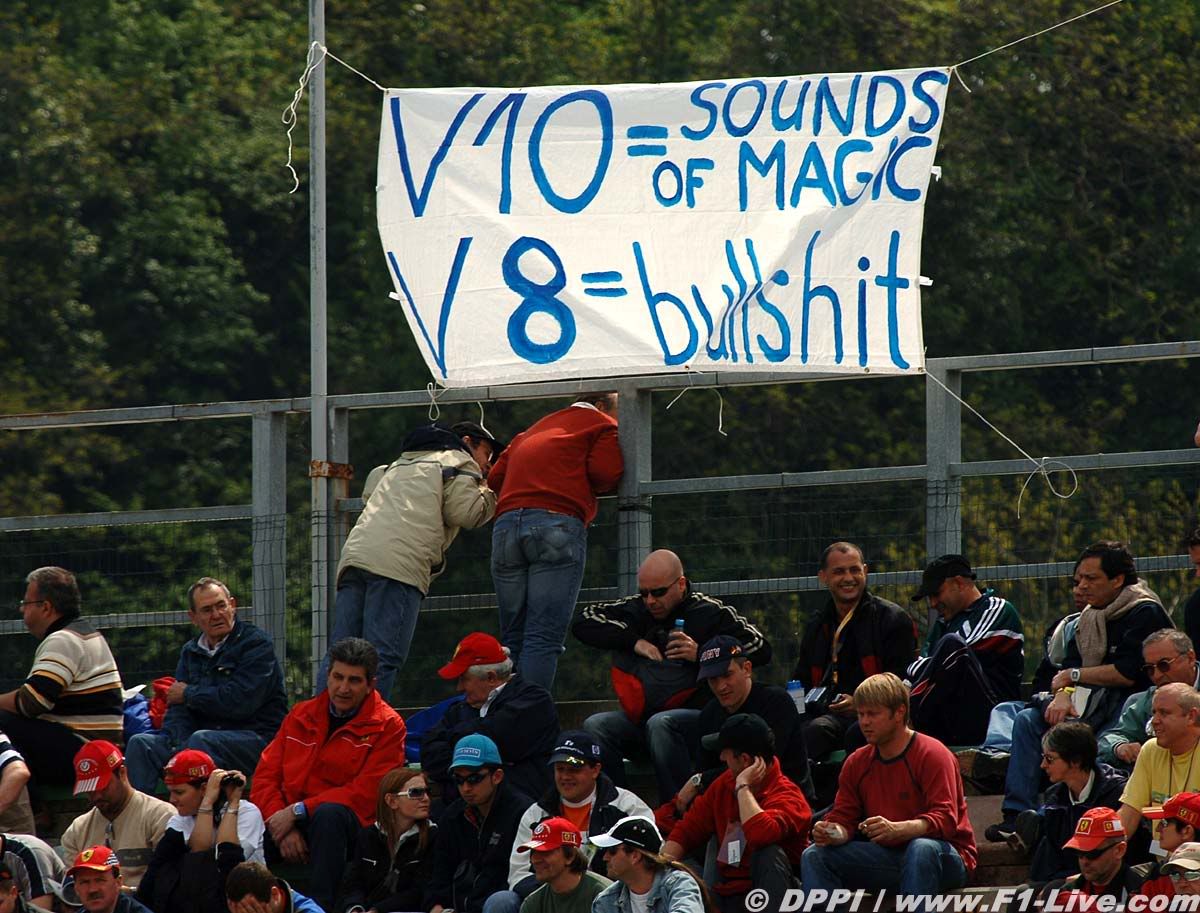 V10 = SOUNDS
OF MAGIC
V8 = bullshit
© DPPI / www.F1-Live.com